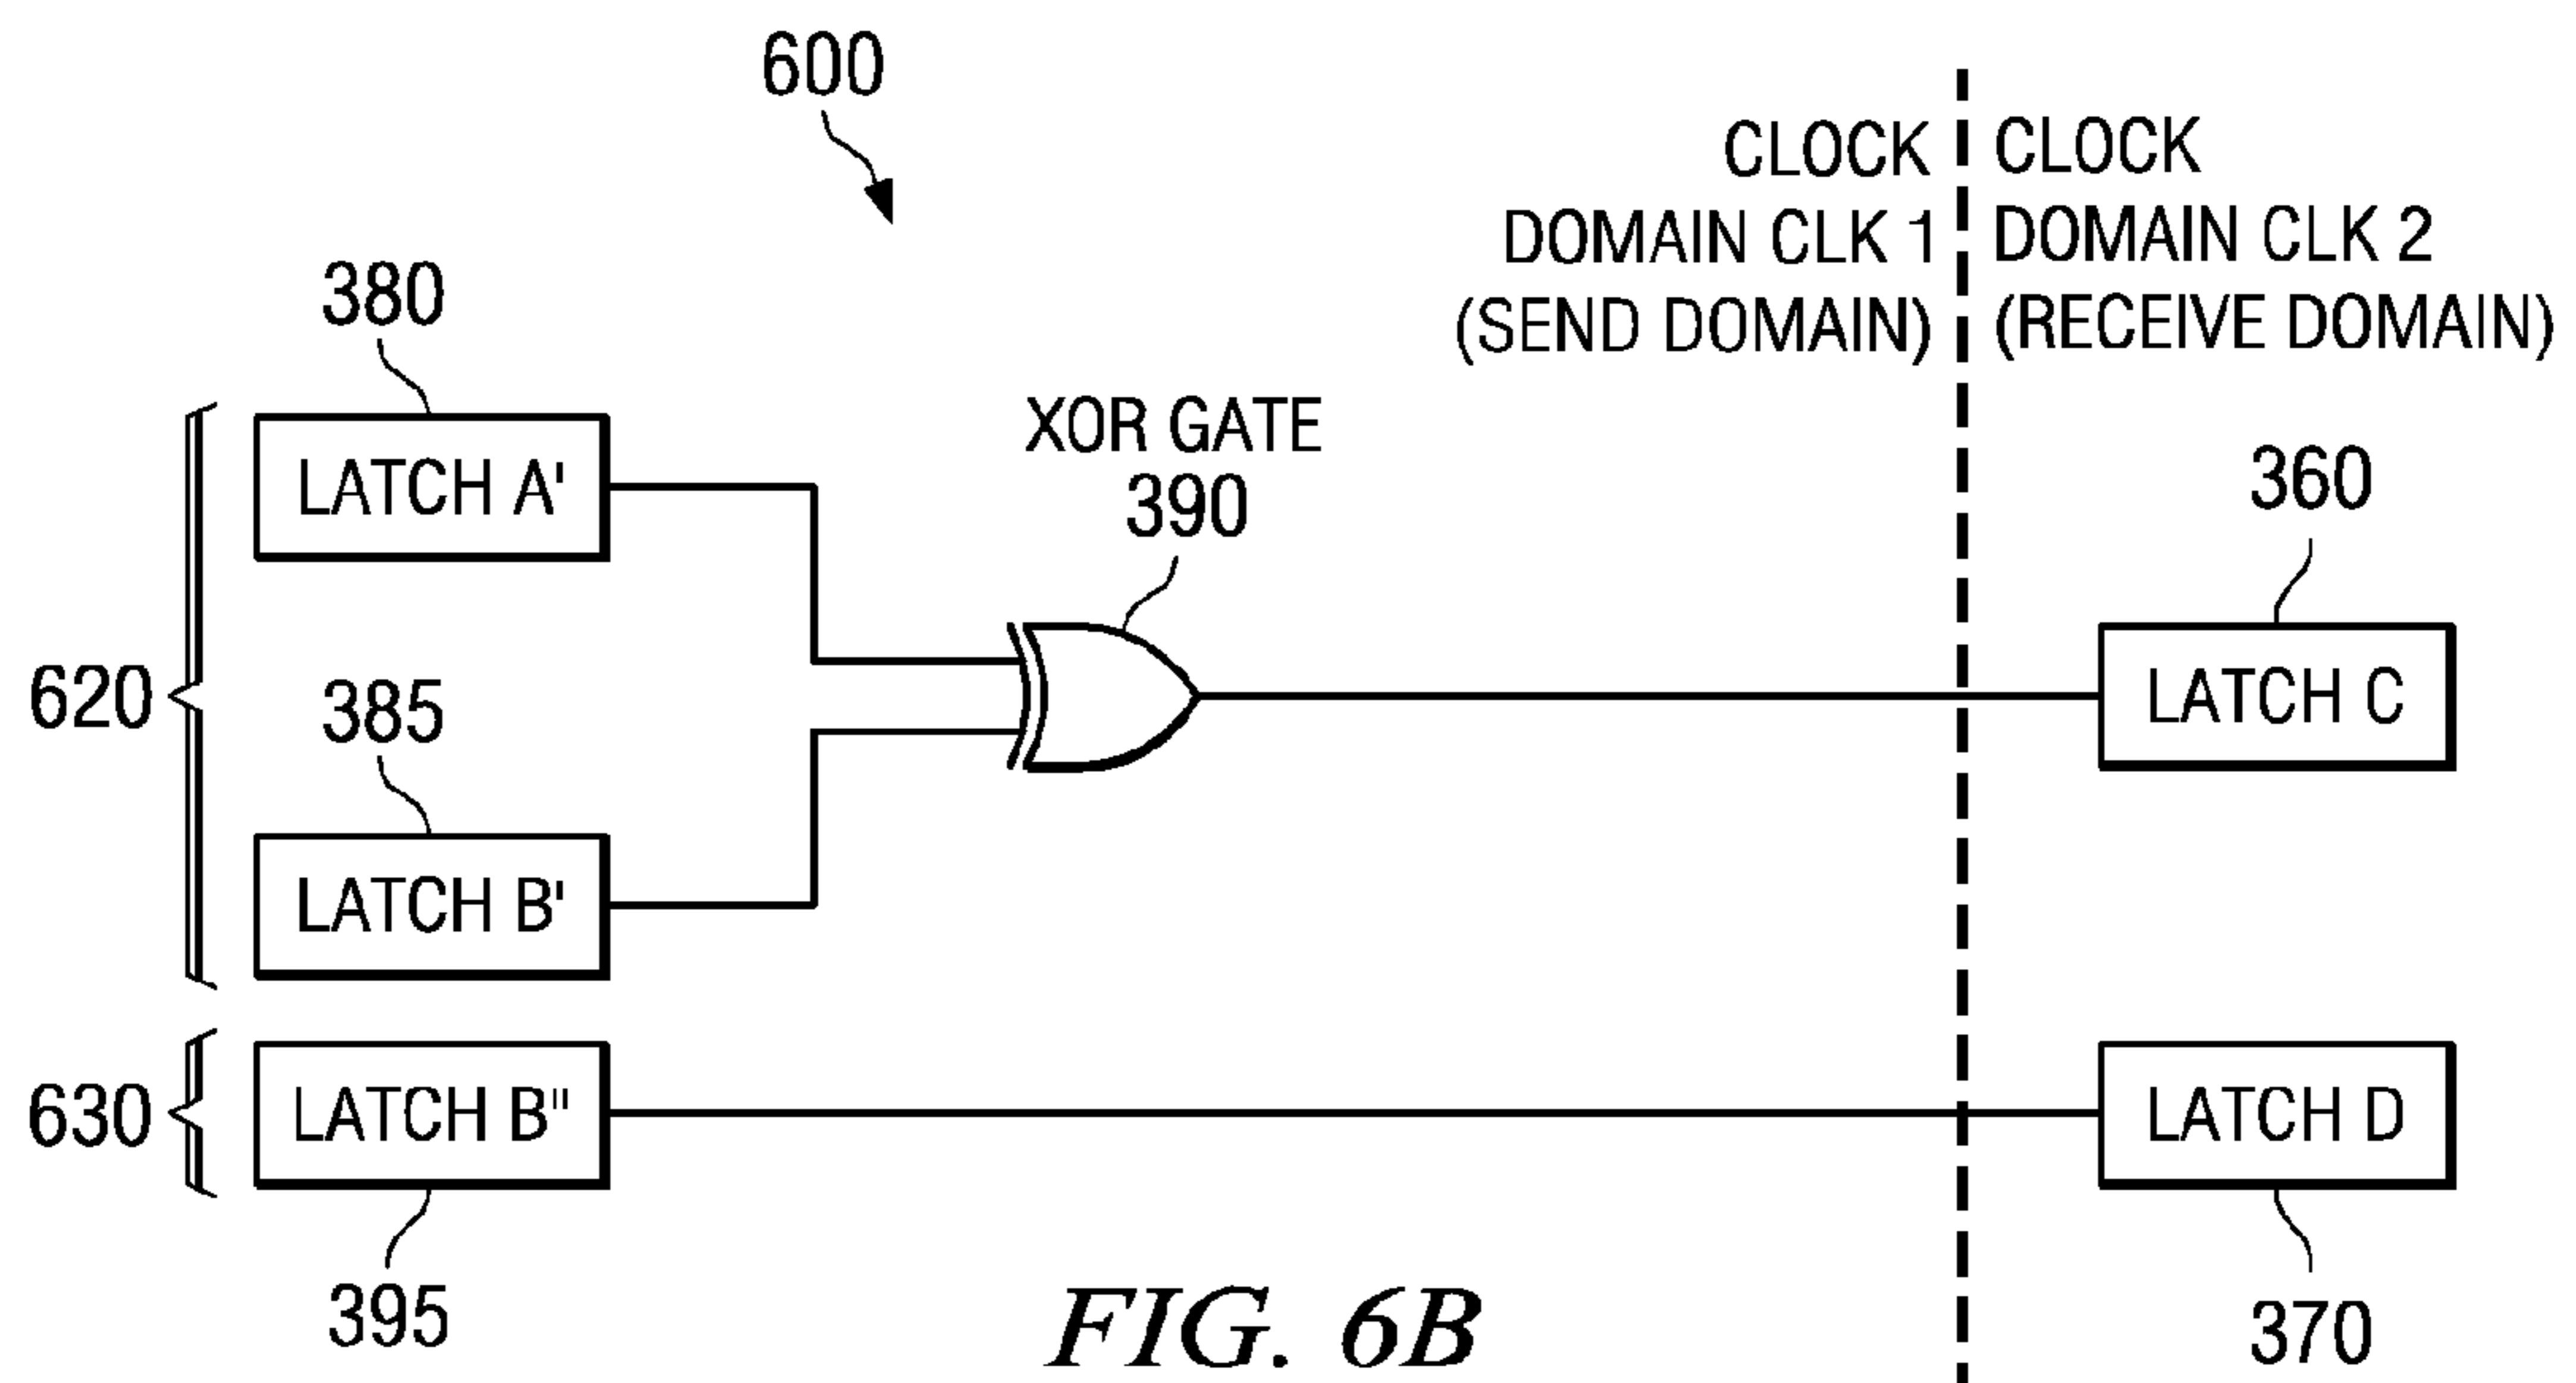 600
CLOCK
DOMAIN CLK 1
(SEND DOMAIN)
CLOCK
DOMAIN CLK 2
(RECEIVE DOMAIN)
380
LATCH A'
XOR GATE
390
360
LATCH C
620
385
LATCH B'
630
LATCH B"
395
LATCH D
370
FIG. 6B